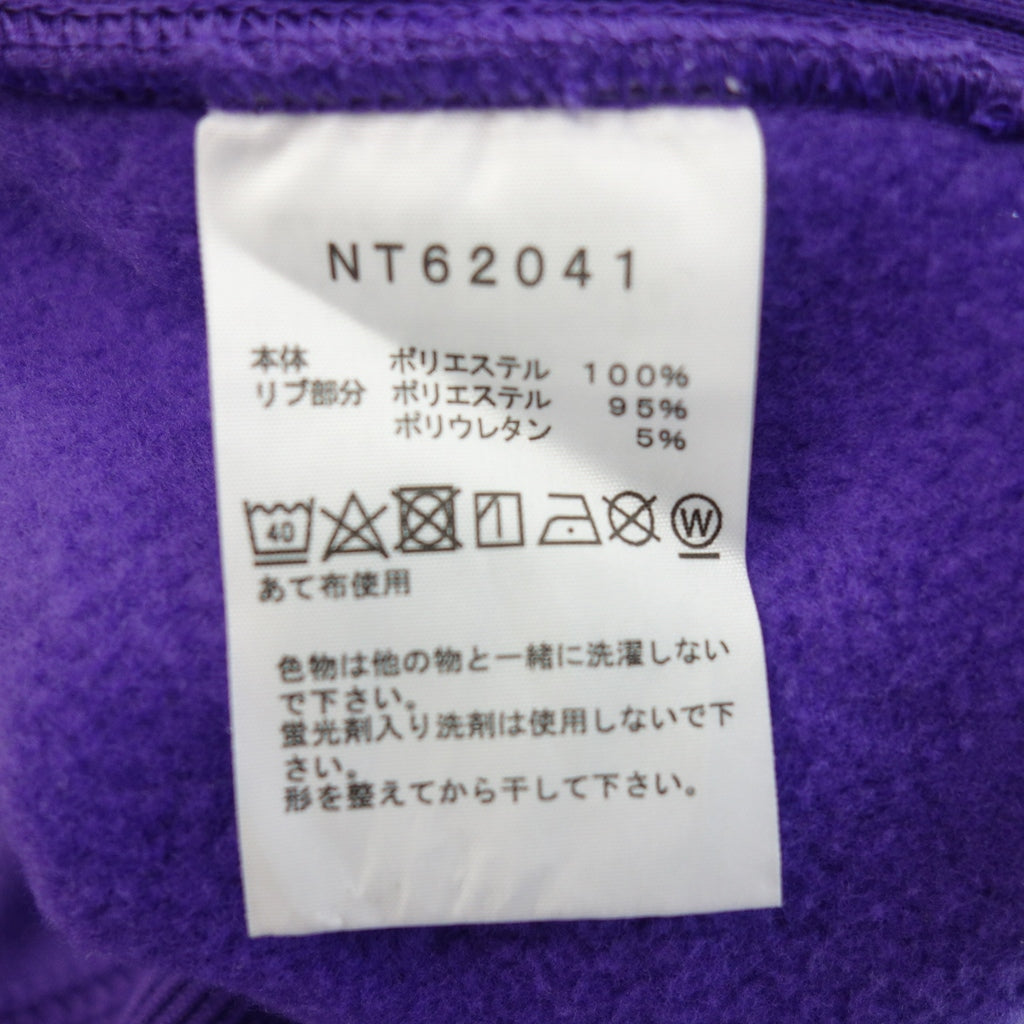 NT62041
本体 ポリエステル 100%
リブ部分 ポリエステル 95%
ポリウレタン 5%
40 W
あて布使用
色物は他の物と一緒に洗濯しない
で下さい。
蛍光剤入り洗剤は使用しないで下
さい。
形を整えてから干して下さい。